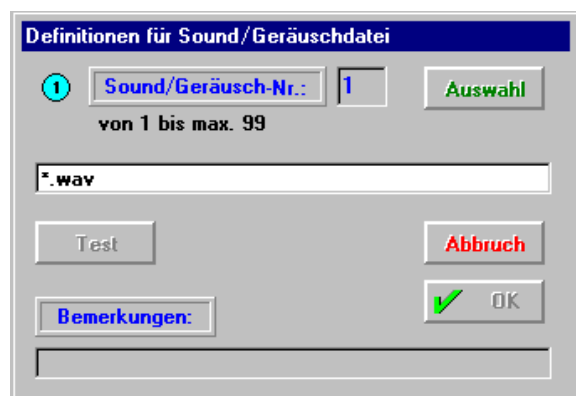 Definitionen für Sound/Geräuschdatei
1 Sound/Geräusch-Nr.: 1 Auswahl
von 1 bis max. 99
*.wav
Test Abbruch
OK
Bemerkungen: